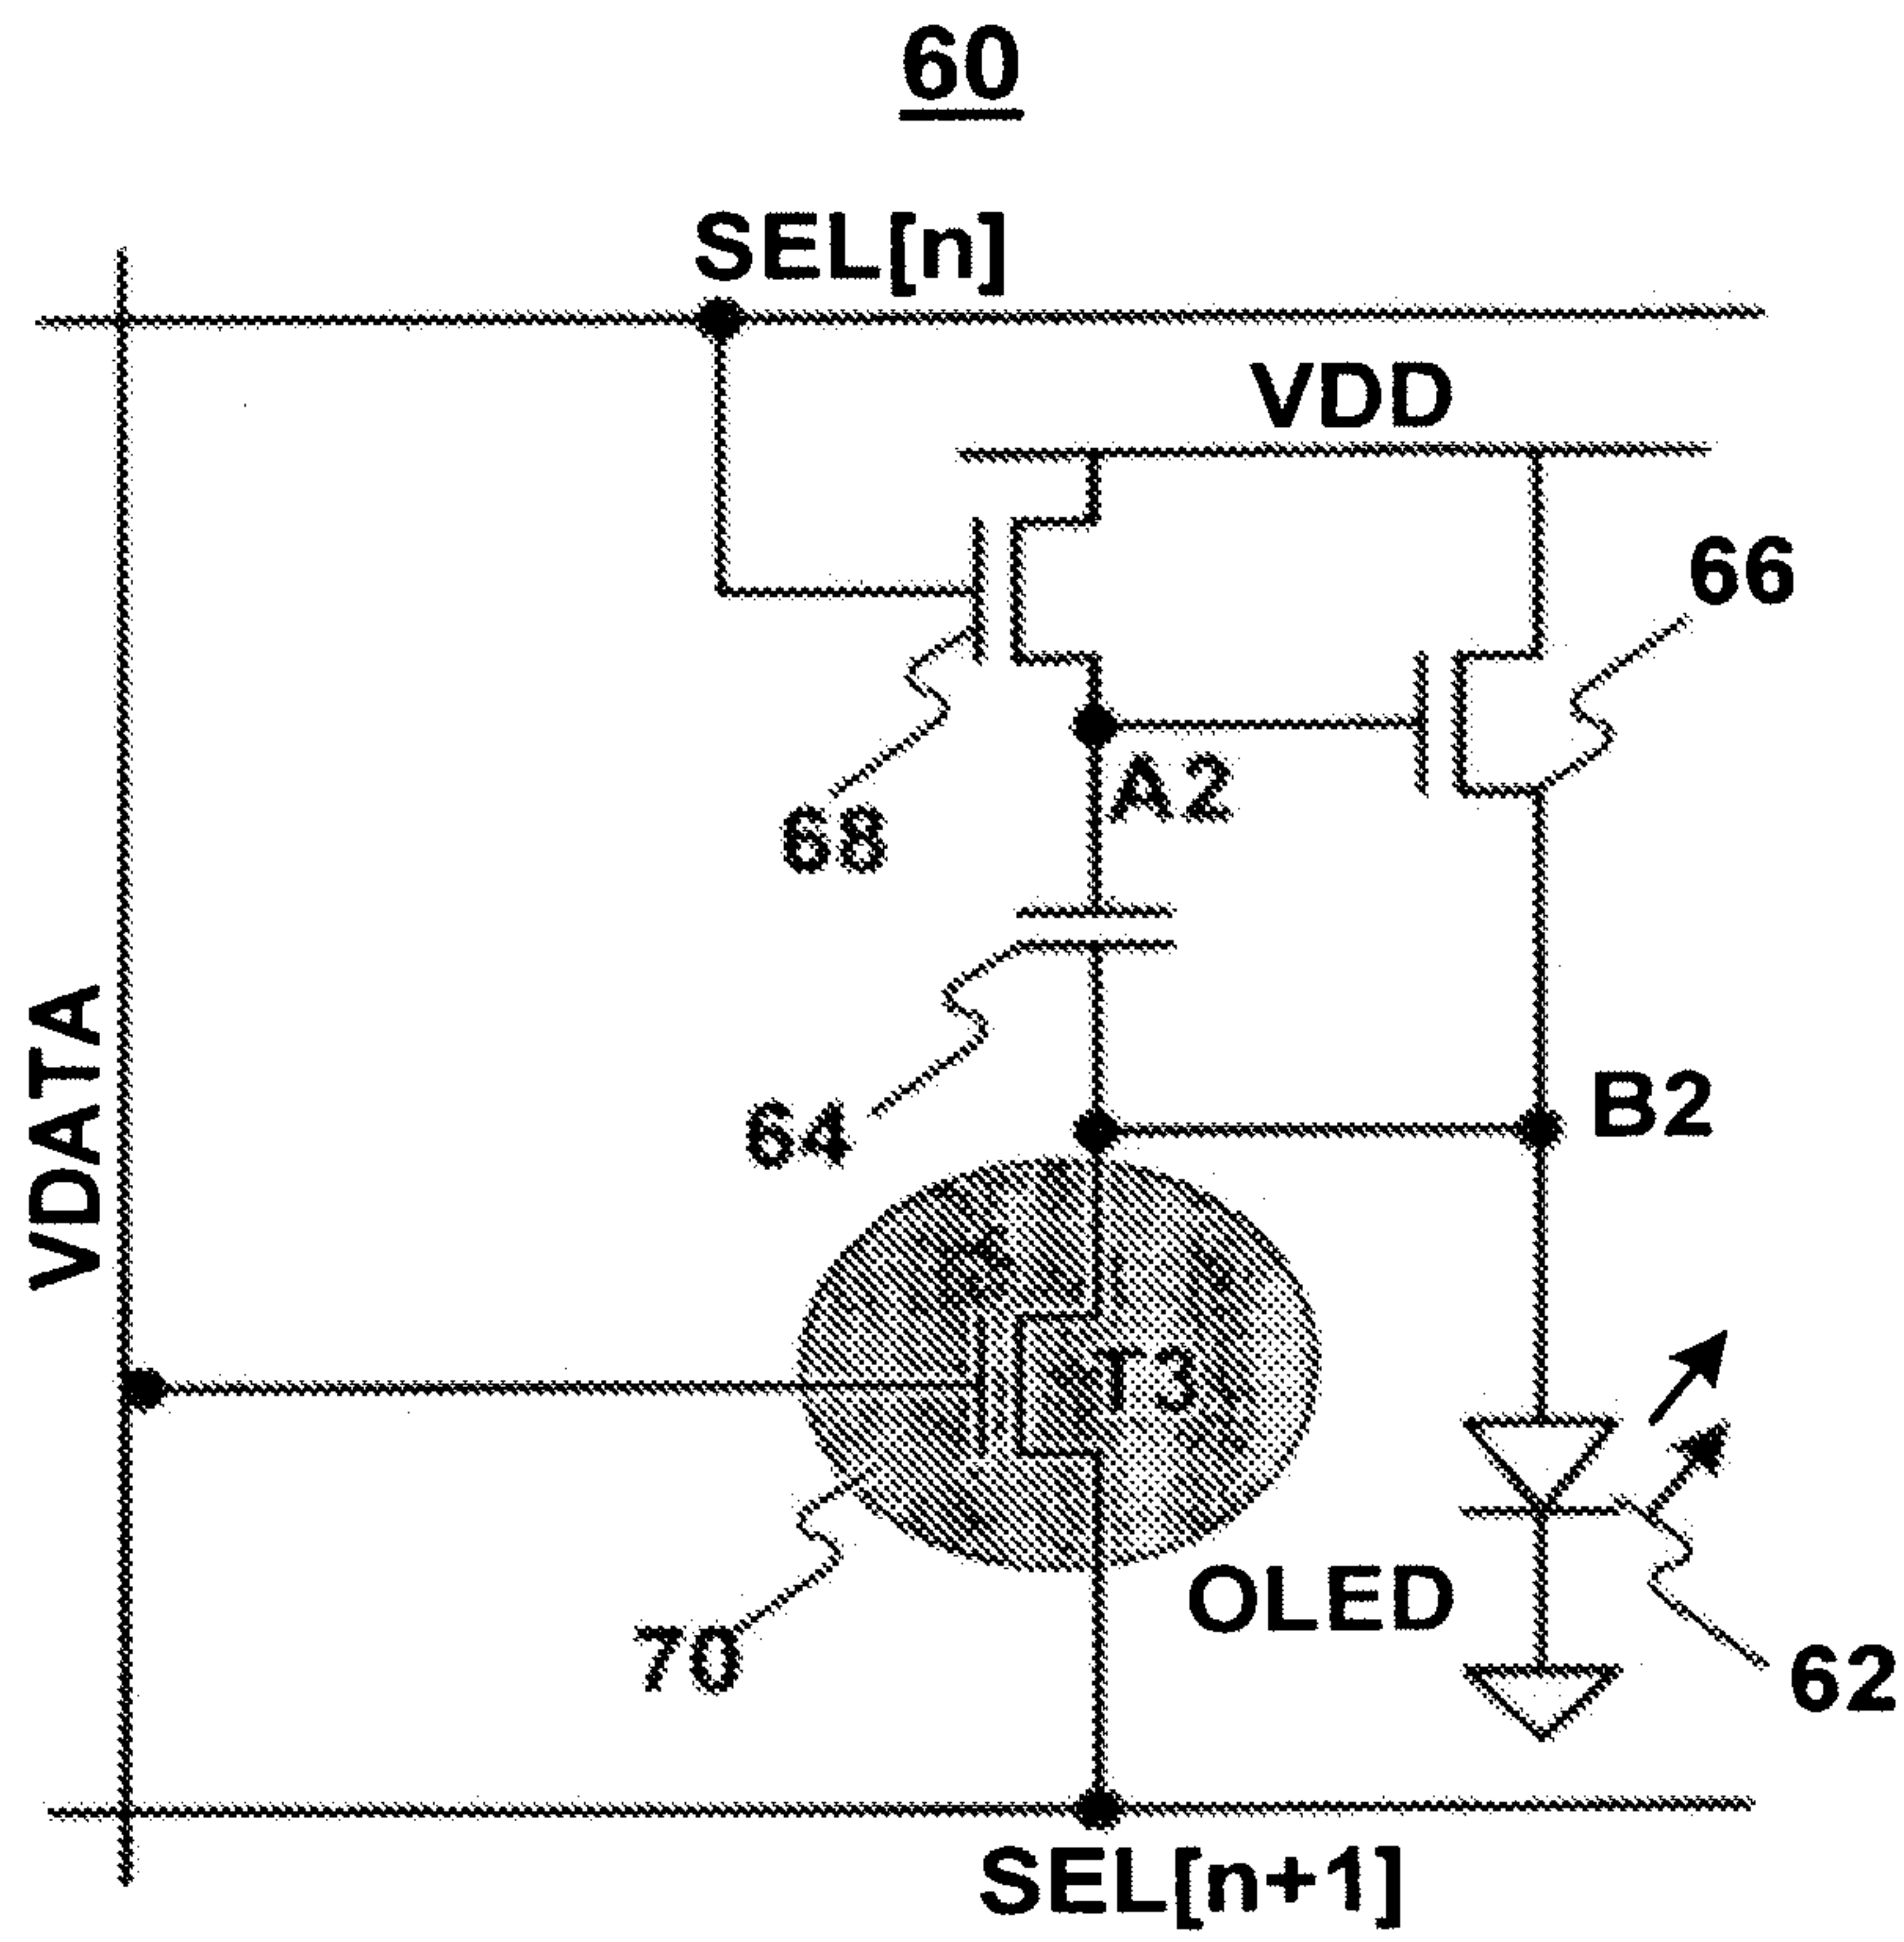 60
SEL[n]
VDD
66
A2
68
VDATA
64
B2
T3
OLED
70
62
SEL[n+1]